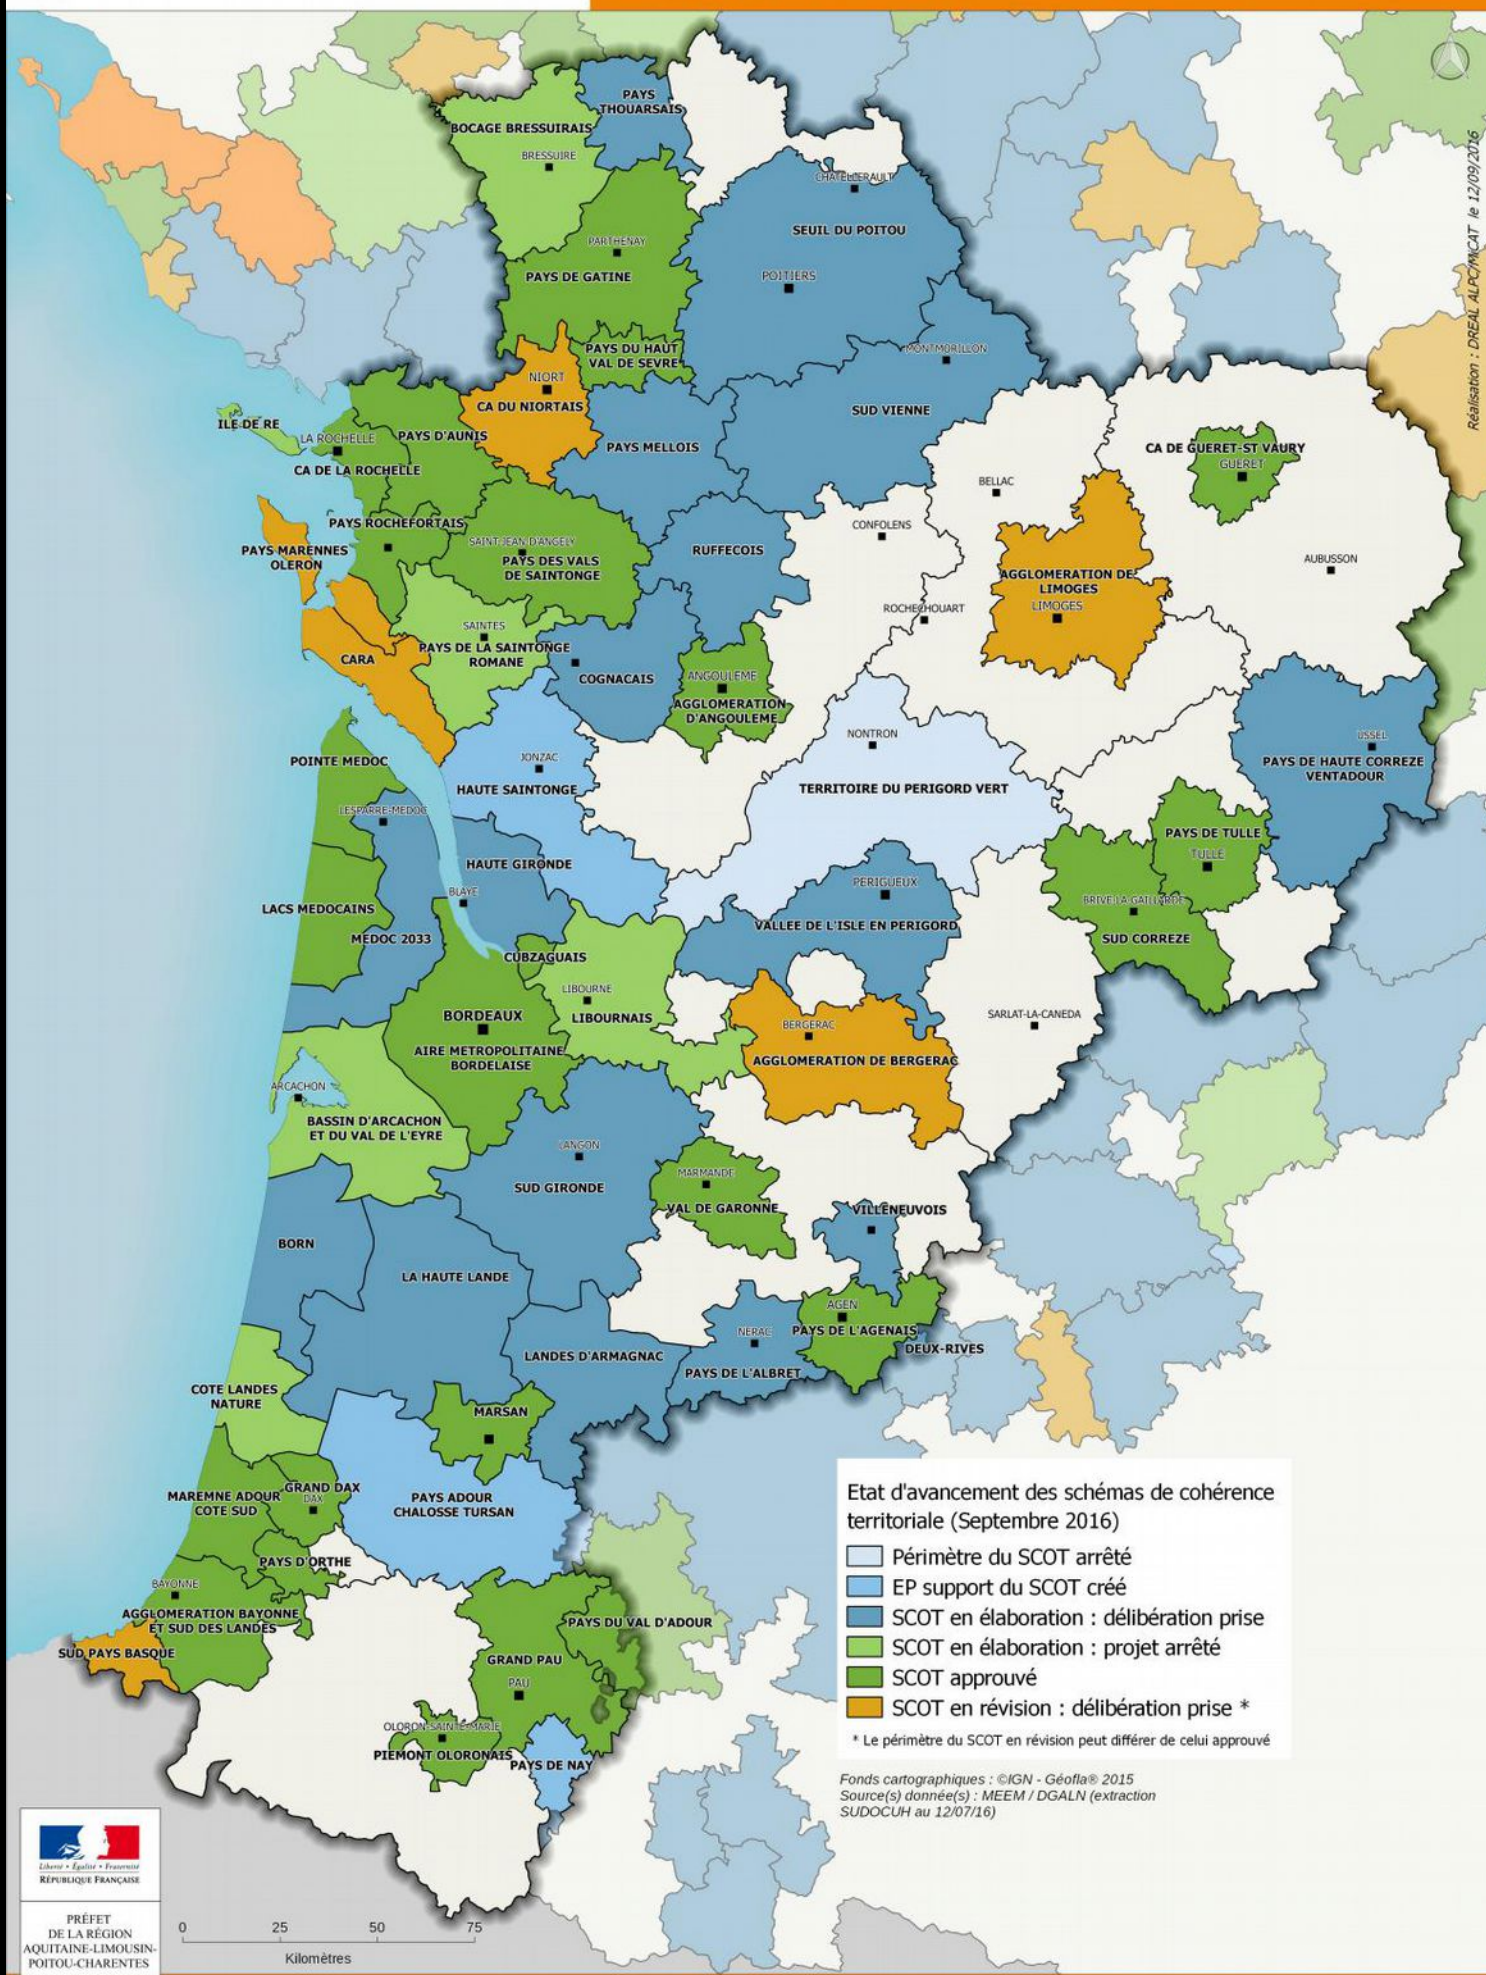 Réalisation : DREAL ALPC/MiCAT le 12/09/2016
PAYS
THOUARSAIS
BOCAGE BRESSUIRAIS
BRESSUIRE
CHATELLERAULT
SEUIL DU POITOU
PARTHENAY
PAYS DE GATINE
POITIERS
PAYS DU HAUT
VAL DE SEVRE
MONTMORILLON
NIORT
CA DU NIORTAIS
SUD VIENNE
ILE DE RE
LA ROCHELLE
PAYS D'AUNIS
PAYS MELLOIS
CA DE LA ROCHELLE
CA DE GUERET-ST VAURY
GUERET
BELLAC
PAYS ROCHEFORTAIS
CONFOLENS
PAYS MARENNES
OLERON
SAINT-JEAN-D'ANGELY
PAYS DES VALS
DE SAINTONGE
RUFFECOIS
AUBUSSON
AGGLOMERATION DE
LIMOGES
LIMOGES
ROCHECHOUART
SAINTES
PAYS DE LA SAINTONGE
ROMANE
CARA
COGNACAIS
ANGOULEME
AGGLOMERATION
D'ANGOULEME
NONTRON
USSEL
PAYS DE HAUTE CORREZE
VENTADOUR
POINTE MEDOC
JONZAC
HAUTE SAINTONGE
TERRITOIRE DU PERIGORD VERT
LESPARRE-MEDOC
PAYS DE TULLE
TULLE
HAUTE GIRONDE
BLAYE
PERIGUEUX
BRIVE-LA-GAILLARDE
LACS MEDOCAINS
VALLEE DE L'ISLE EN PERIGORD
MEDOC 2033
SUD CORREZE
CUBZAGUAIS
LIBOURNE
LIBOURNAIS
BORDEAUX
SARLAT-LA-CANEDA
BERGERAC
AIRE METROPOLITAINE
BORDELAISE
AGGLOMERATION DE BERGERAC
ARCACHON
BASSIN D'ARCACHON
ET DU VAL DE L'EYRE
LANGON
SUD GIRONDE
MARMANDE
VAL DE GARONNE
VILLENEUVOIS
BORN
LA HAUTE LANDE
AGEN
PAYS DE L'AGENAIS
NERAC
DEUX-RIVES
LANDES D'ARMAGNAC
PAYS DE L'ALBRET
COTE LANDES
NATURE
MARSAN
MAREMNE ADOUR
COTE SUD
GRAND DAX
DAX
PAYS ADOUR
CHALOSSE TURSAN
PAYS D'ORTHE
BAYONNE
AGGLOMERATION BAYONNE
ET SUD DES LANDES
PAYS DU VAL D'ADOUR
SUD PAYS BASQUE
GRAND PAU
PAU
OLORON-SAINTE-MARIE
PIEMONT OLORONAIS
PAYS DE NAY
Etat d'avancement des schémas de cohérence
territoriale (Septembre 2016)
Périmètre du SCOT arrêté
EP support du SCOT créé
SCOT en élaboration : délibération prise
SCOT en élaboration : projet arrêté
SCOT approuvé
SCOT en révision : délibération prise *
* Le périmètre du SCOT en révision peut différer de celui approuvé
Fonds cartographiques : ©IGN - Géofla® 2015
Source(s) donnée(s) : MEEM / DGALN (extraction
SUDOCUH au 12/07/16)
Liberté • Égalité • Fraternité
RÉPUBLIQUE FRANÇAISE
PRÉFET
DE LA RÉGION
AQUITAINE-LIMOUSIN-
POITOU-CHARENTES
0 25 50 75
Kilomètres